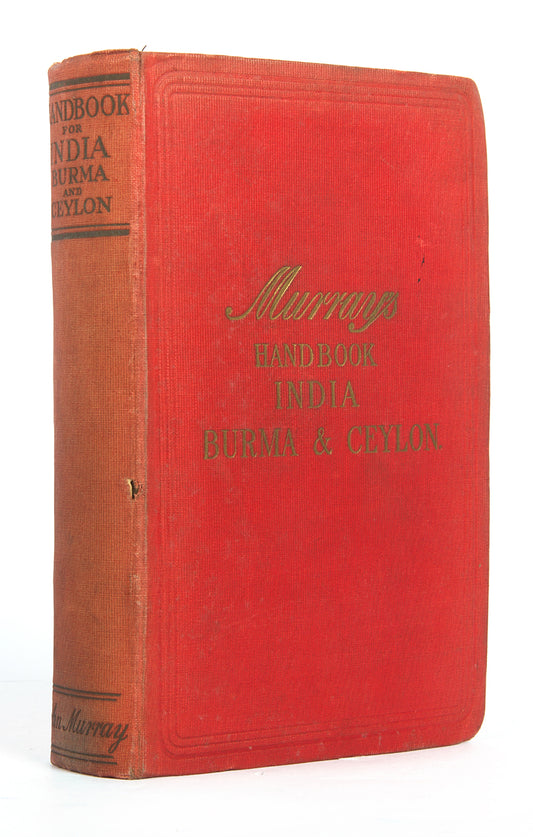 HANDBOOK
FOR
INDIA
BURMA
AND
CEYLON
John Murray
Murray's
HANDBOOK
INDIA
BURMA & CEYLON.